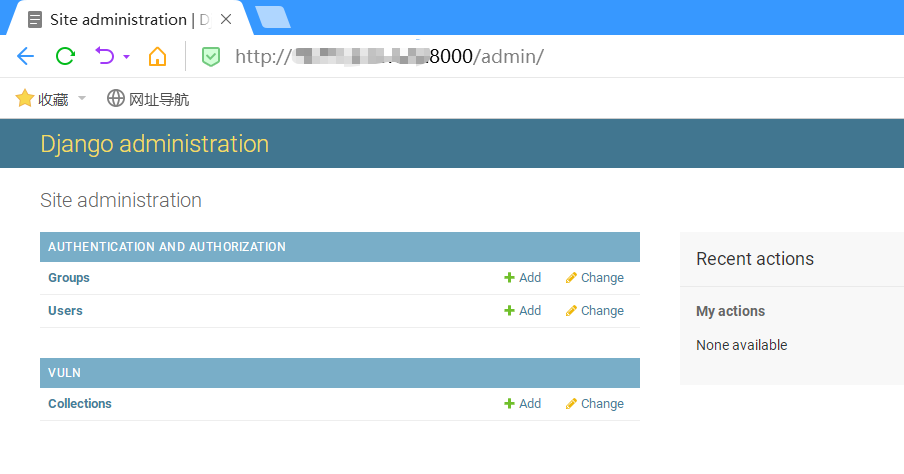 Site administration | D
http://8000/admin/
收藏 网址导航
Django administration
Site administration
AUTHENTICATION AND AUTHORIZATION
Groups Add Change
Users Add Change
VULN
Collections Add Change
Recent actions
My actions
None available